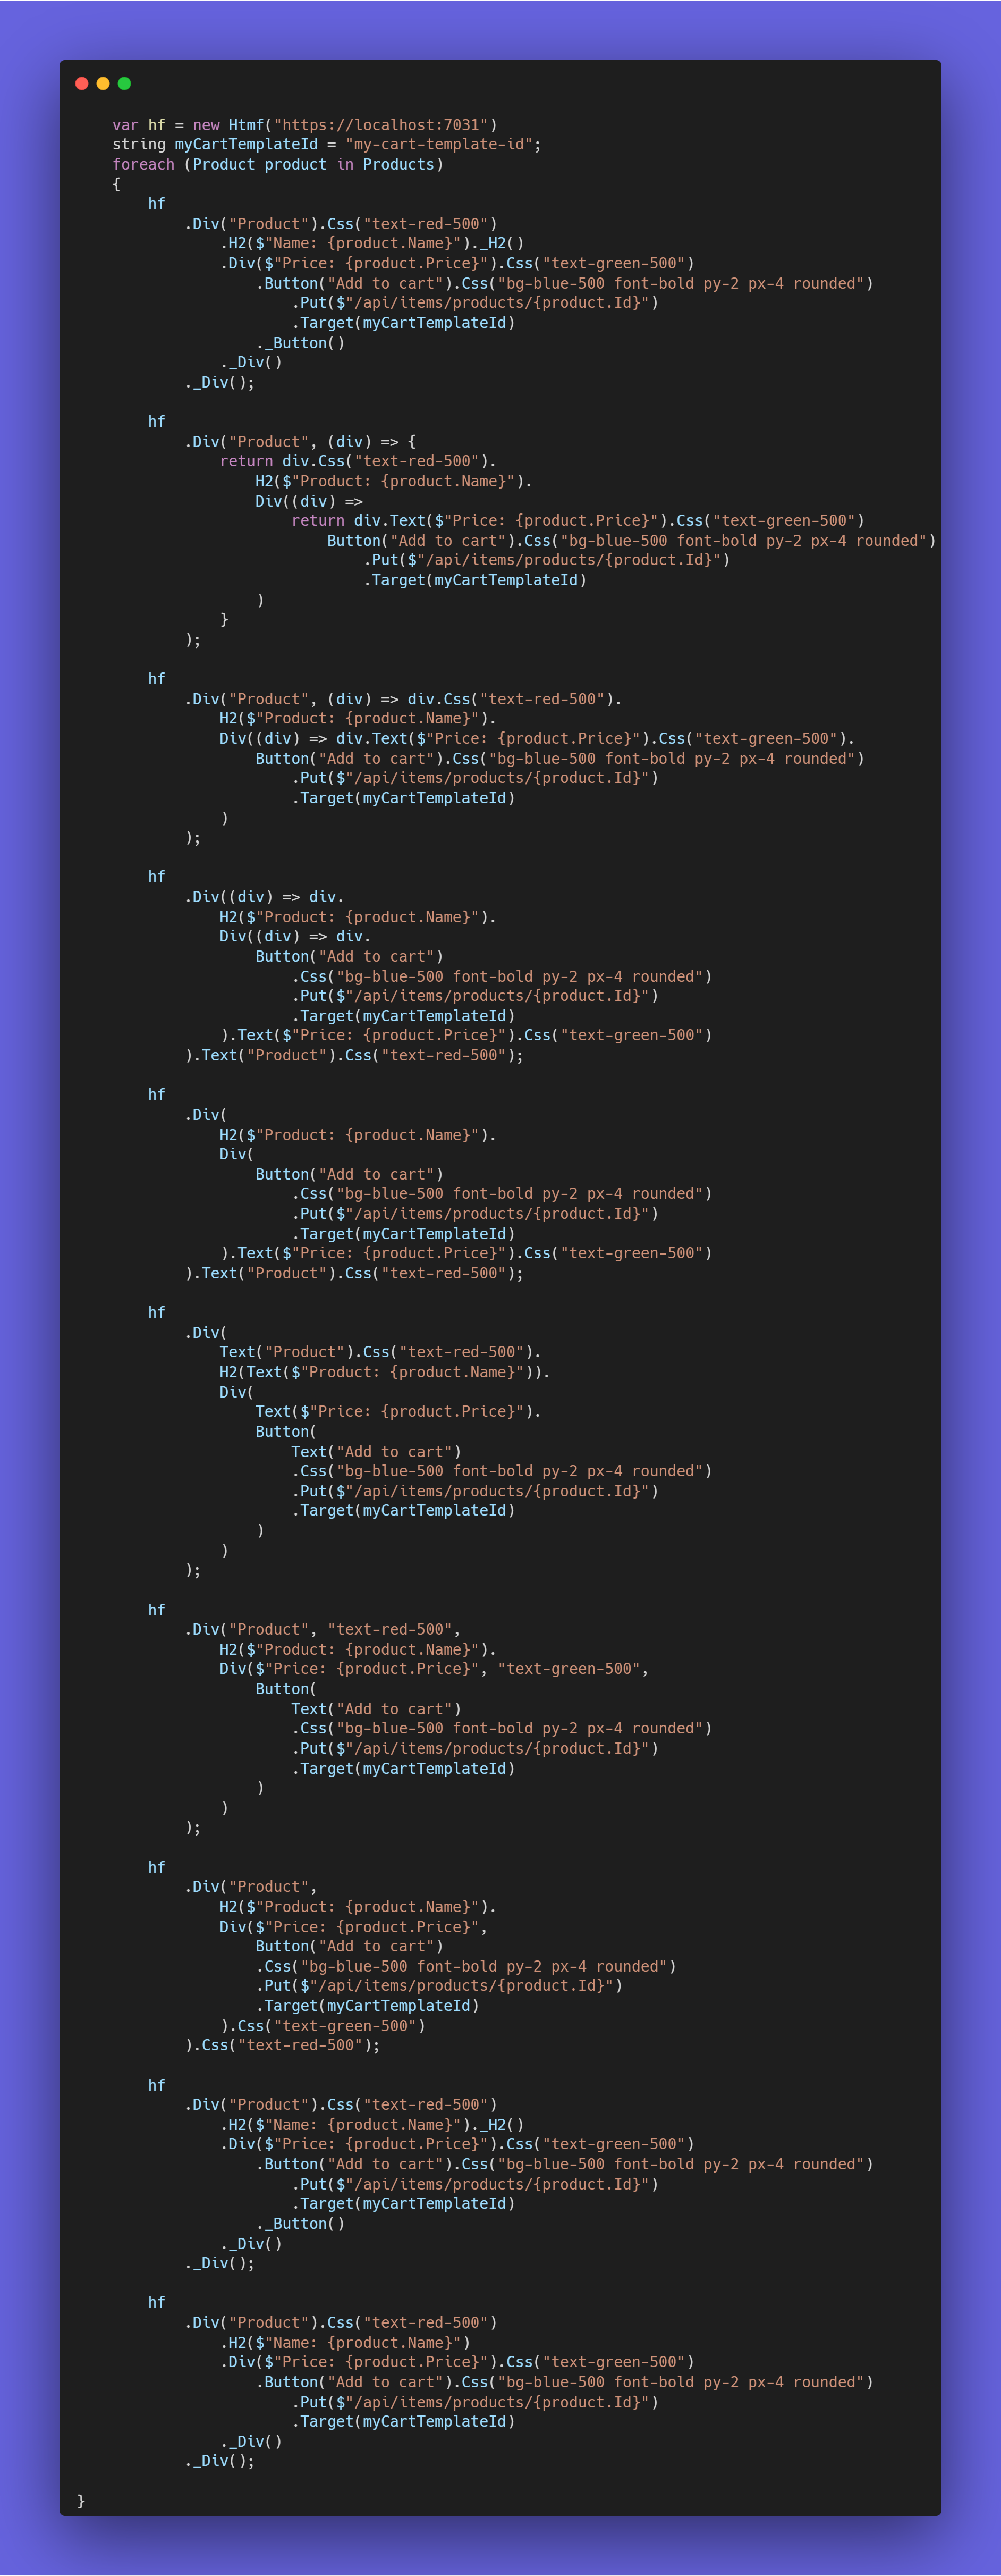 var hf = new Htmf("https://localhost:7031")
string myCartTemplateId = "my-cart-template-id";
foreach (Product product in Products)
{
hf
.Div("Product").Css("text-red-500")
.H2($"Name: {product.Name}")._H2()
.Div($"Price: {product.Price}").Css("text-green-500")
.Button("Add to cart").Css("bg-blue-500 font-bold py-2 px-4 rounded")
.Put($"/api/items/products/{product.Id}")
.Target(myCartTemplateId)
._Button()
._Div()
._Div();
hf
.Div("Product", (div) => {
return div.Css("text-red-500").
H2($"Product: {product.Name}").
Div((div) =>
return div.Text($"Price: {product.Price}").Css("text-green-500")
Button("Add to cart").Css("bg-blue-500 font-bold py-2 px-4 rounded")
.Put($"/api/items/products/{product.Id}")
.Target(myCartTemplateId)
)
}
);
hf
.Div("Product", (div) => div.Css("text-red-500").
H2($"Product: {product.Name}").
Div((div) => div.Text($"Price: {product.Price}").Css("text-green-500").
Button("Add to cart").Css("bg-blue-500 font-bold py-2 px-4 rounded")
.Put($"/api/items/products/{product.Id}")
.Target(myCartTemplateId)
)
);
hf
.Div((div) => div.
H2($"Product: {product.Name}").
Div((div) => div.
Button("Add to cart")
.Css("bg-blue-500 font-bold py-2 px-4 rounded")
.Put($"/api/items/products/{product.Id}")
.Target(myCartTemplateId)
).Text($"Price: {product.Price}").Css("text-green-500")
).Text("Product").Css("text-red-500");
hf
.Div(
H2($"Product: {product.Name}").
Div(
Button("Add to cart")
.Css("bg-blue-500 font-bold py-2 px-4 rounded")
.Put($"/api/items/products/{product.Id}")
.Target(myCartTemplateId)
).Text($"Price: {product.Price}").Css("text-green-500")
).Text("Product").Css("text-red-500");
hf
.Div(
Text("Product").Css("text-red-500").
H2(Text($"Product: {product.Name}")).
Div(
Text($"Price: {product.Price}").
Button(
Text("Add to cart")
.Css("bg-blue-500 font-bold py-2 px-4 rounded")
.Put($"/api/items/products/{product.Id}")
.Target(myCartTemplateId)
)
)
);
hf
.Div("Product", "text-red-500",
H2($"Product: {product.Name}").
Div($"Price: {product.Price}", "text-green-500",
Button(
Text("Add to cart")
.Css("bg-blue-500 font-bold py-2 px-4 rounded")
.Put($"/api/items/products/{product.Id}")
.Target(myCartTemplateId)
)
)
);
hf
.Div("Product",
H2($"Product: {product.Name}").
Div($"Price: {product.Price}",
Button("Add to cart")
.Css("bg-blue-500 font-bold py-2 px-4 rounded")
.Put($"/api/items/products/{product.Id}")
.Target(myCartTemplateId)
).Css("text-green-500")
).Css("text-red-500");
hf
.Div("Product").Css("text-red-500")
.H2($"Name: {product.Name}")._H2()
.Div($"Price: {product.Price}").Css("text-green-500")
.Button("Add to cart").Css("bg-blue-500 font-bold py-2 px-4 rounded")
.Put($"/api/items/products/{product.Id}")
.Target(myCartTemplateId)
._Button()
._Div()
._Div();
hf
.Div("Product").Css("text-red-500")
.H2($"Name: {product.Name}")
.Div($"Price: {product.Price}").Css("text-green-500")
.Button("Add to cart").Css("bg-blue-500 font-bold py-2 px-4 rounded")
.Put($"/api/items/products/{product.Id}")
.Target(myCartTemplateId)
._Div()
._Div();
}